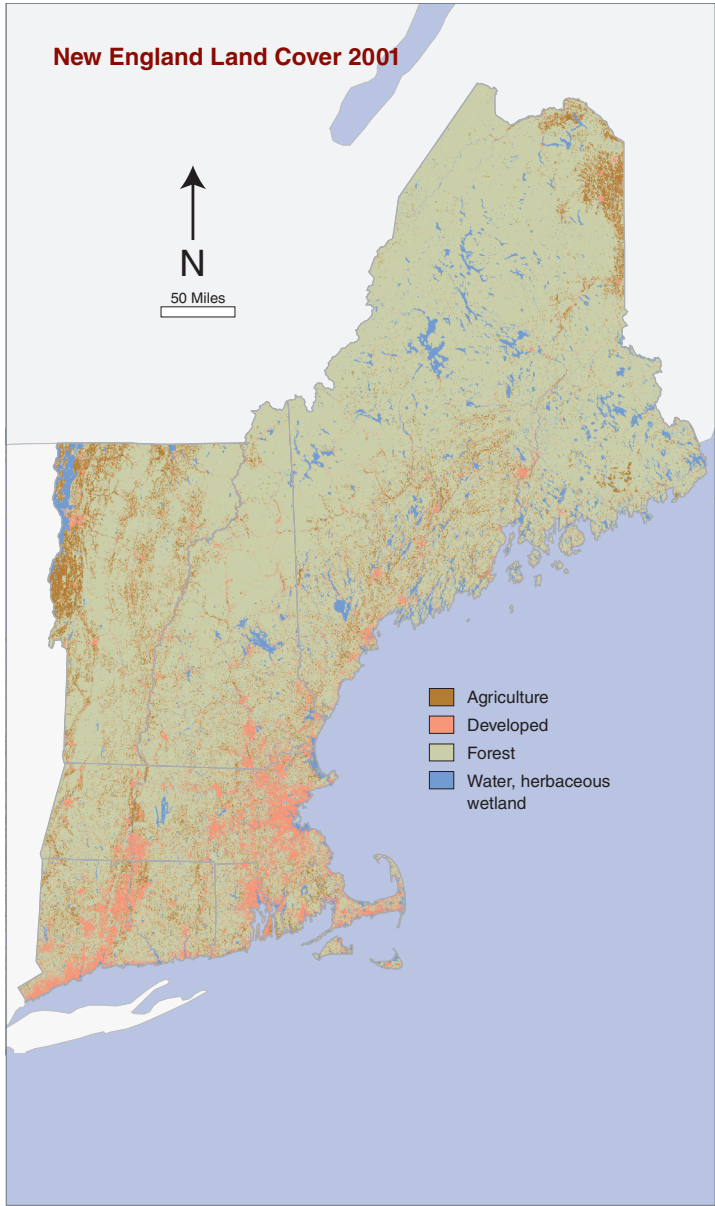 New England Land Cover 2001
N
50 Miles
Agriculture
Developed
Forest
Water, herbaceous
wetland